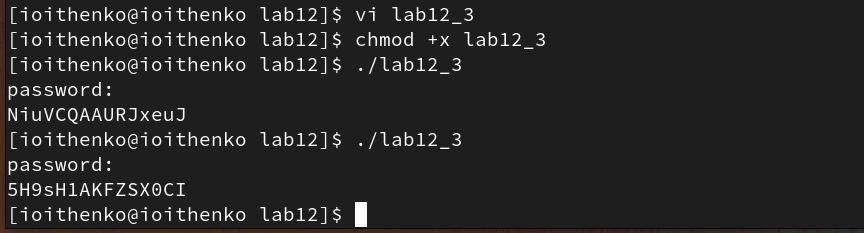 [ioithenko@ioithenko lab12]$ vi lab12_3
[ioithenko@ioithenko lab12]$ chmod +x lab12_3
[ioithenko@ioithenko lab12]$ ./lab12_3
password:
NiuVCQAAURJxeuJ
[ioithenko@ioithenko lab12]$ ./lab12_3
password:
5H9sH1AKFZSX0CI
[ioithenko@ioithenko lab12]$